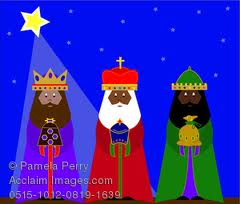 © Pamela Perry
Acclaim Images.com
0515-1012-0819-1639